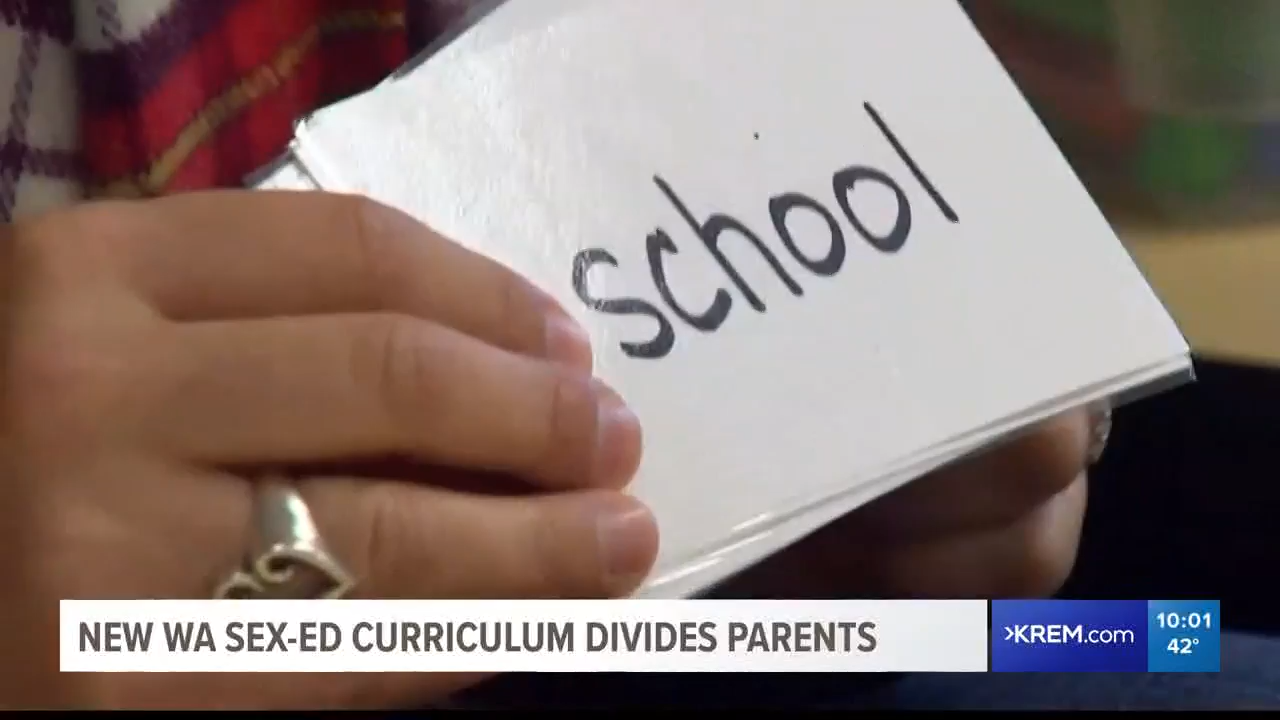 school
NEW WA SEX-ED CURRICULUM DIVIDES PARENTS
KREM.com
10:01
42°